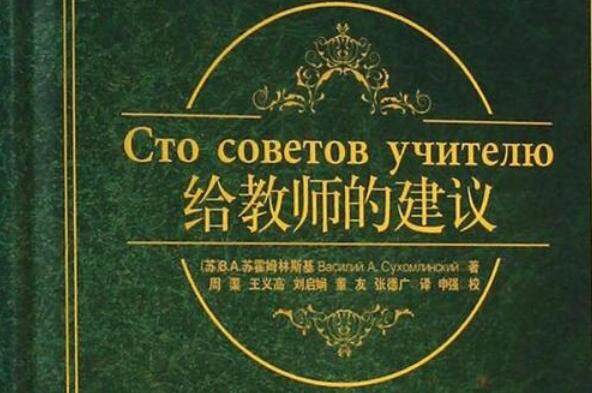 Сто советов учителю
给教师的建议
(苏)В.А.苏霍姆林斯基 Василий А. Сухомлинский 著
周蕖 王义高 刘启娴 董友 张德广 译 申强 校